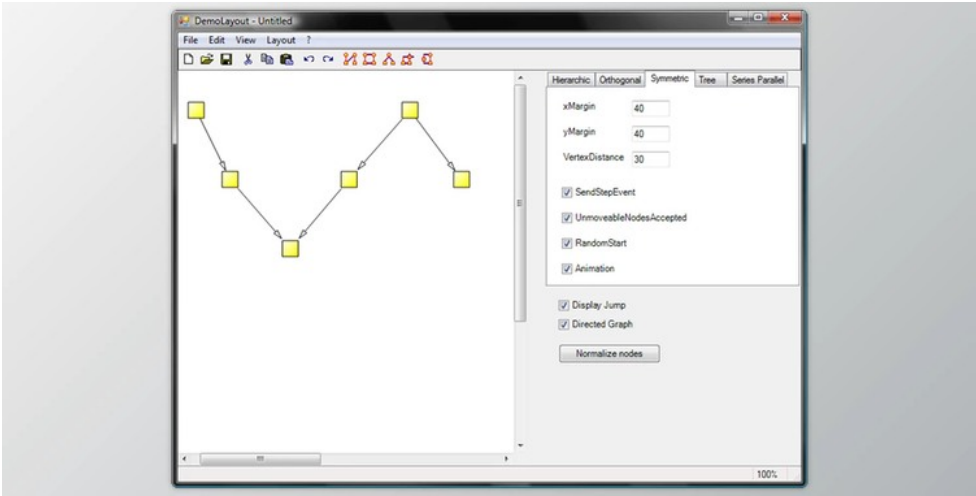 DemoLayout - Untitled
File Edit View Layout ?
Hierarchic Orthogonal Symmetric Tree Series Parallel
xMargin 40
yMargin 40
VertexDistance 30
SendStepEvent
UnmoveableNodesAccepted
RandomStart
Animation
Display Jump
Directed Graph
Normalize nodes
100%